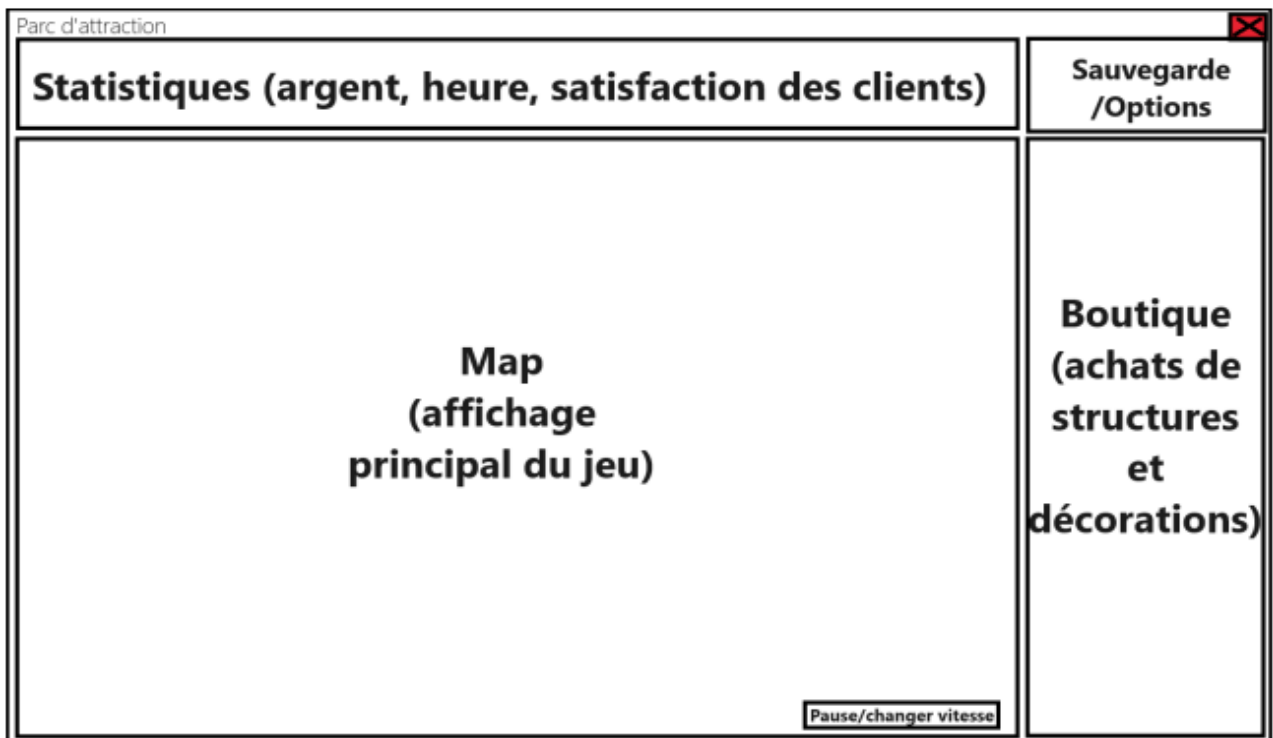 Parc d'attraction
Statistiques (argent, heure, satisfaction des clients)
Sauvegarde
/Options
Map
(affichage
principal du jeu)
Boutique
(achats de
structures
et
décorations)
Pause/changer vitesse